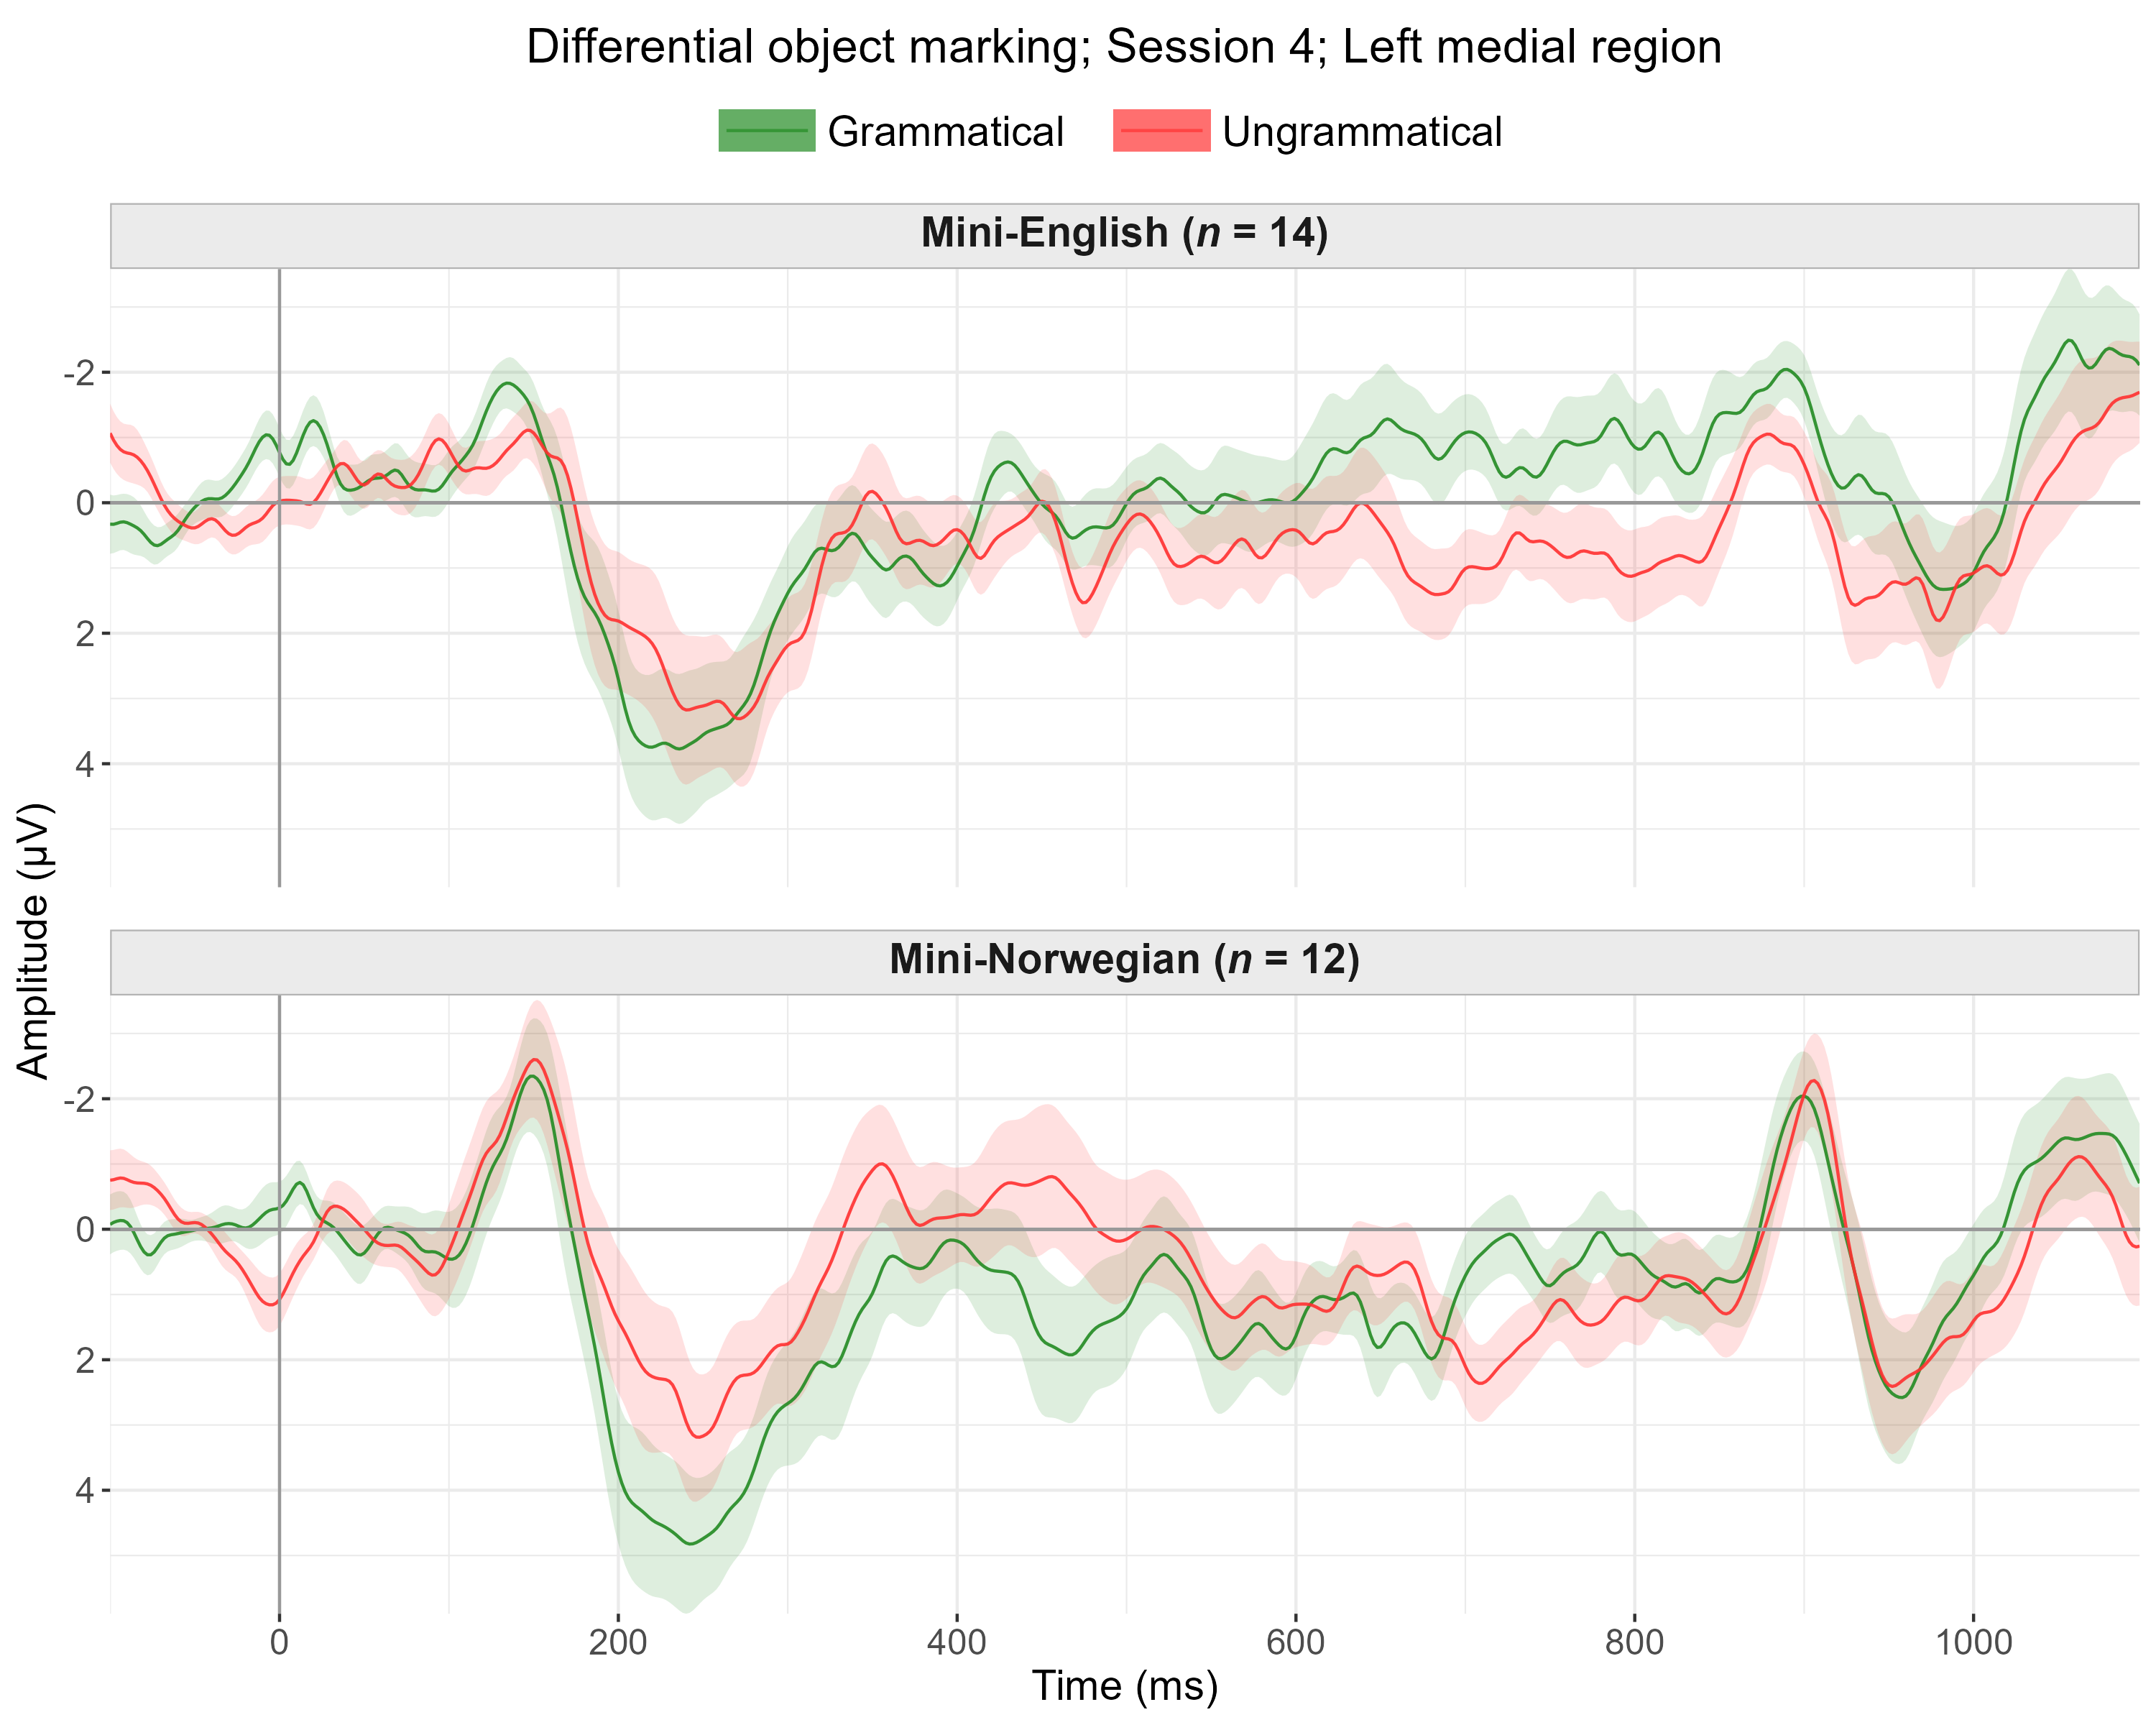 Differential object marking; Session 4; Left medial region
Grammatical Ungrammatical
Mini-English (n = 14)
-2
0
2
4
Amplitude (µV)
Mini-Norwegian (n = 12)
-2
0
2
4
0 200 400 600 800 1000
Time (ms)